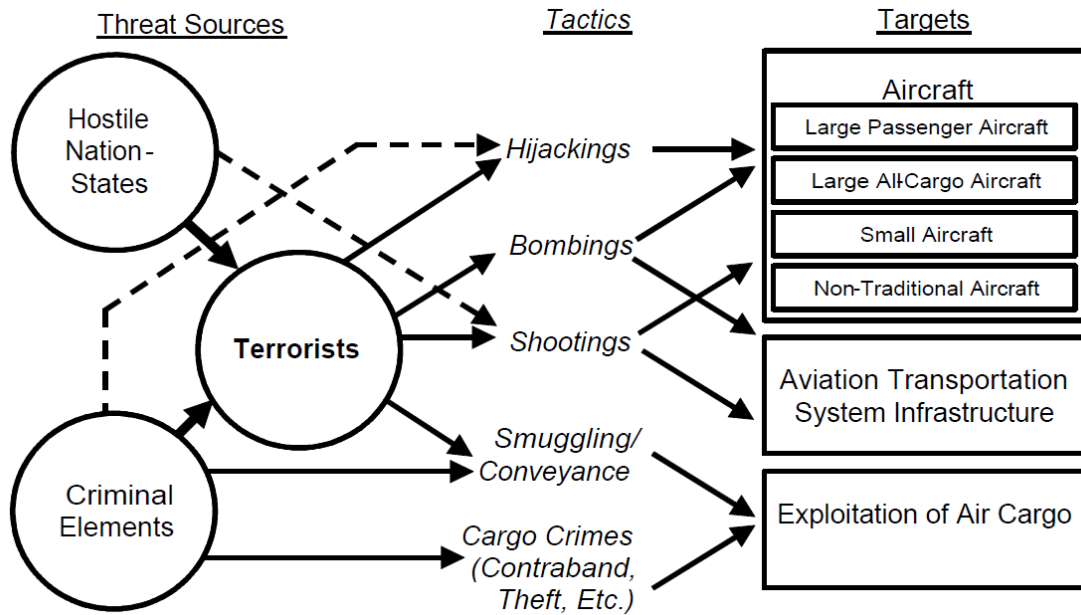 Threat Sources
Tactics
Targets
Hostile
Nation-
States
Terrorists
Criminal
Elements
Hijackings
Bombings
Shootings
Smuggling/
Conveyance
Cargo Crimes
(Contraband,
Theft, Etc.)
Aircraft
Large Passenger Aircraft
Large All-Cargo Aircraft
Small Aircraft
Non-Traditional Aircraft
Aviation Transportation
System Infrastructure
Exploitation of Air Cargo